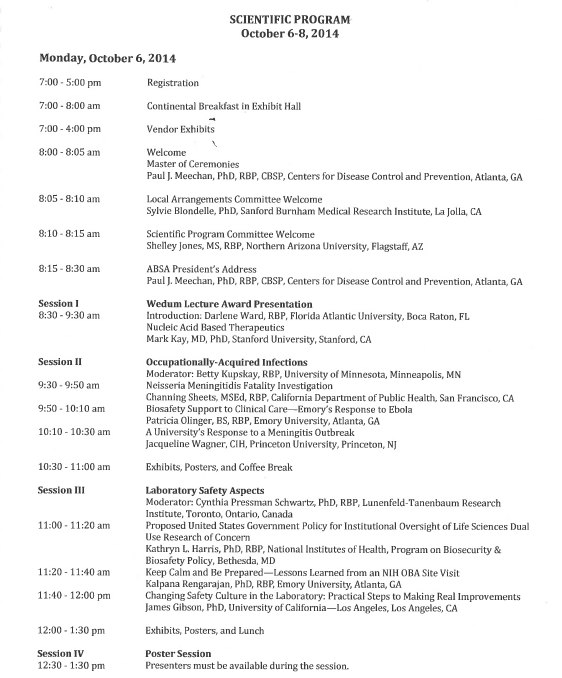 SCIENTIFIC PROGRAM
October 6-8, 2014
Monday, October 6, 2014
7:00 - 5:00 pm Registration
7:00 - 8:00 am Continental Breakfast in Exhibit Hall
7:00 - 4:00 pm Vendor Exhibits
8:00 - 8:05 am Welcome
Master of Ceremonies
Paul J. Meechan, PhD, RBP, CBSP, Centers for Disease Control and Prevention, Atlanta, GA
8:05 - 8:10 am Local Arrangements Committee Welcome
Sylvie Blondelle, PhD, Sanford Burnham Medical Research Institute, La Jolla, CA
8:10 - 8:15 am Scientific Program Committee Welcome
Shelley Jones, MS, RBP, Northern Arizona University, Flagstaff, AZ
8:15 - 8:30 am ABSA President's Address
Paul J. Meechan, PhD, RBP, CBSP, Centers for Disease Control and Prevention, Atlanta, GA
Session I Wedum Lecture Award Presentation
8:30 - 9:30 am Introduction: Darlene Ward, RBP, Florida Atlantic University, Boca Raton, FL
Nucleic Acid Based Therapeutics
Mark Kay, MD, PhD, Stanford University, Stanford, CA
Session II Occupationally-Acquired Infections
Moderator: Betty Kupskay, RBP, University of Minnesota, Minneapolis, MN
9:30 - 9:50 am Neisseria Meningitidis Fatality Investigation
Channing Sheets, MSEd, RBP, California Department of Public Health, San Francisco, CA
9:50 - 10:10 am Biosafety Support to Clinical Care—Emory's Response to Ebola
Patricia Olinger, BS, RBP, Emory University, Atlanta, GA
10:10 - 10:30 am A University's Response to a Meningitis Outbreak
Jacqueline Wagner, CIH, Princeton University, Princeton, NJ
10:30 - 11:00 am Exhibits, Posters, and Coffee Break
Session III Laboratory Safety Aspects
Moderator: Cynthia Pressman Schwartz, PhD, RBP, Lunenfeld-Tanenbaum Research
Institute, Toronto, Ontario, Canada
11:00 - 11:20 am Proposed United States Government Policy for Institutional Oversight of Life Sciences Dual
Use Research of Concern
Kathryn L. Harris, PhD, RBP, National Institutes of Health, Program on Biosecurity &
Biosafety Policy, Bethesda, MD
11:20 - 11:40 am Keep Calm and Be Prepared—Lessons Learned from an NIH OBA Site Visit
Kalpana Rengarajan, PhD, RBP, Emory University, Atlanta, GA
11:40 - 12:00 pm Changing Safety Culture in the Laboratory: Practical Steps to Making Real Improvements
James Gibson, PhD, University of California—Los Angeles, Los Angeles, CA
12:00 - 1:30 pm Exhibits, Posters, and Lunch
Session IV Poster Session
12:30 - 1:30 pm Presenters must be available during the session.